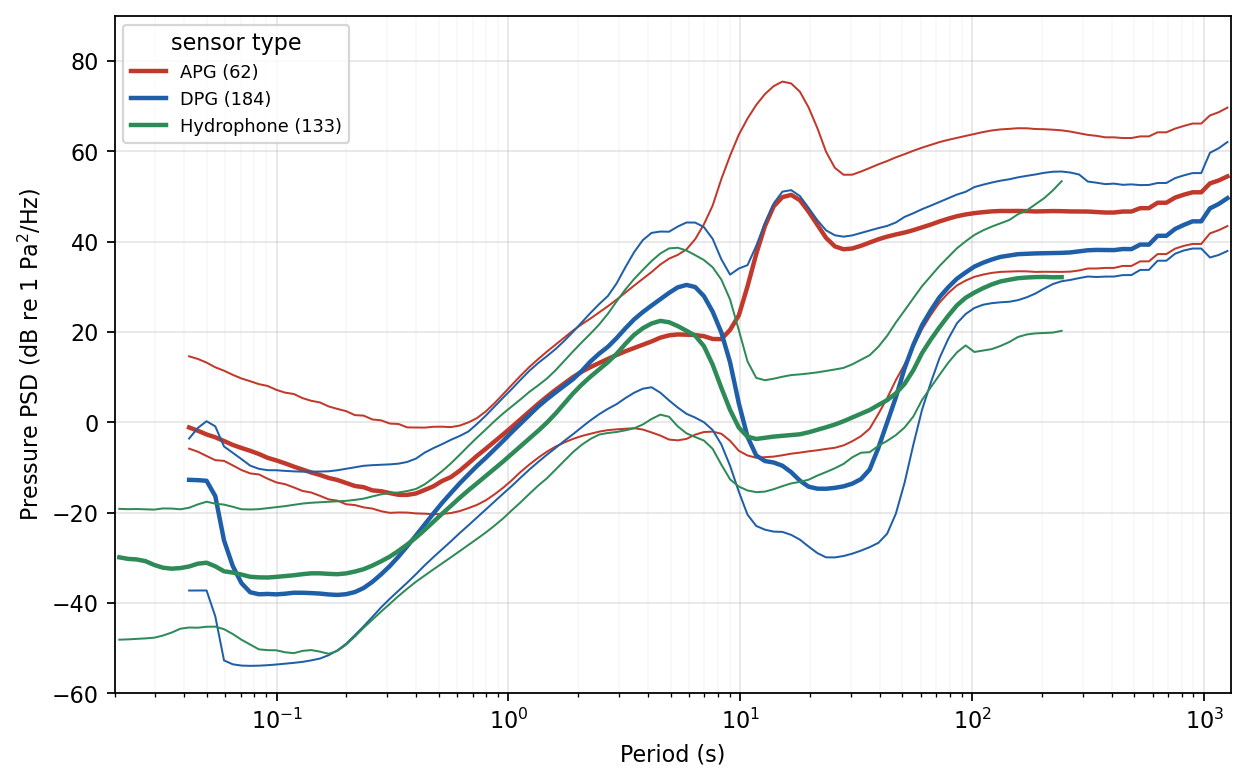 sensor type
APG (62)
DPG (184)
Hydrophone (133)
Pressure PSD (dB re 1 Pa²/Hz)
80
60
40
20
0
−20
−40
−60
10⁻¹
10⁰
10¹
10²
10³
Period (s)